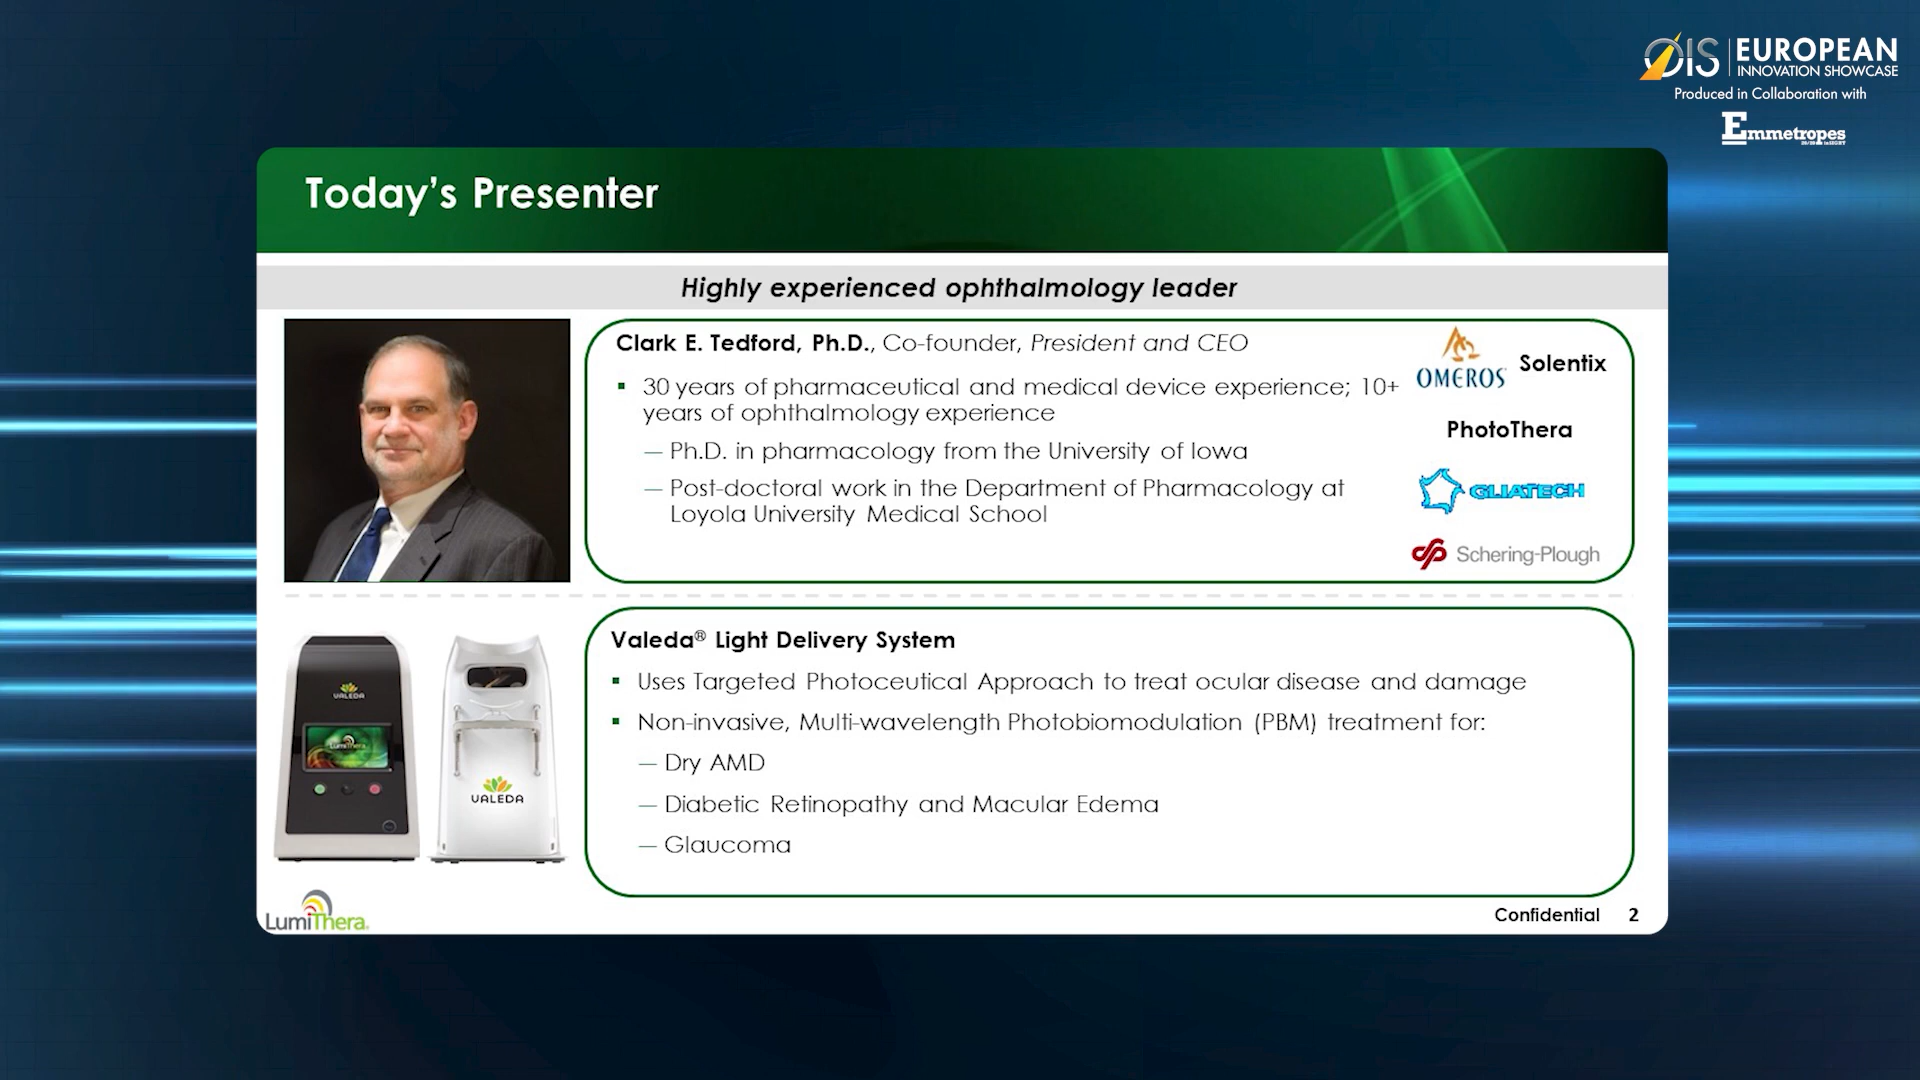 OIS EUROPEAN
INNOVATION SHOWCASE
Produced in Collaboration with
Emmetropes
20/20 inSIGHT
Today’s Presenter
Highly experienced ophthalmology leader
Clark E. Tedford, Ph.D., Co-founder, President and CEO
▪ 30 years of pharmaceutical and medical device experience; 10+
years of ophthalmology experience
— Ph.D. in pharmacology from the University of Iowa
— Post-doctoral work in the Department of Pharmacology at
Loyola University Medical School
OMEROS
Solentix
PhotoThera
GLIATECH
Schering-Plough
VALEDA
LumiThera
VALEDA
Valeda® Light Delivery System
▪ Uses Targeted Photoceutical Approach to treat ocular disease and damage
▪ Non-invasive, Multi-wavelength Photobiomodulation (PBM) treatment for:
— Dry AMD
— Diabetic Retinopathy and Macular Edema
— Glaucoma
LumiThera.
Confidential 2